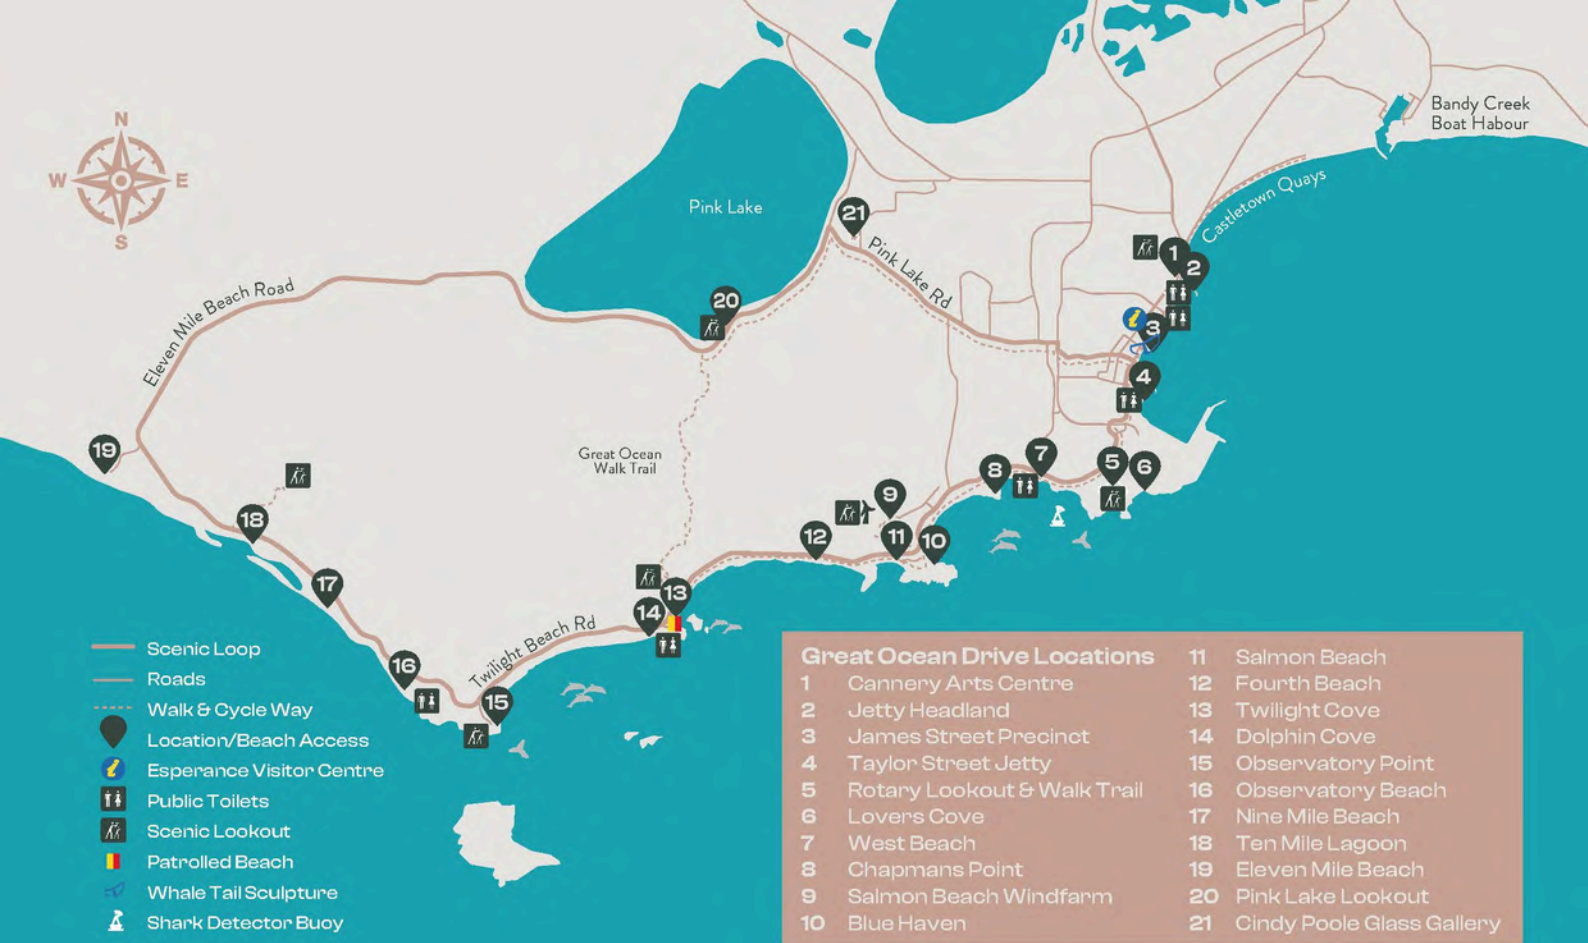 N
W E
S
Bandy Creek
Boat Habour
Castletown Quays
Pink Lake
21
Pink Lake Rd
1
2
20
3
Eleven Mile Beach Road
4
Great Ocean
Walk Trail
19
7
8
5
6
9
18
12
11
10
17
13
14
Twilight Beach Rd
16
15
Scenic Loop
Roads
Walk & Cycle Way
Location/Beach Access
Esperance Visitor Centre
Public Toilets
Scenic Lookout
Patrolled Beach
Whale Tail Sculpture
Shark Detector Buoy
Great Ocean Drive Locations
1 Cannery Arts Centre
2 Jetty Headland
3 James Street Precinct
4 Taylor Street Jetty
5 Rotary Lookout & Walk Trail
6 Lovers Cove
7 West Beach
8 Chapmans Point
9 Salmon Beach Windfarm
10 Blue Haven
11 Salmon Beach
12 Fourth Beach
13 Twilight Cove
14 Dolphin Cove
15 Observatory Point
16 Observatory Beach
17 Nine Mile Beach
18 Ten Mile Lagoon
19 Eleven Mile Beach
20 Pink Lake Lookout
21 Cindy Poole Glass Gallery